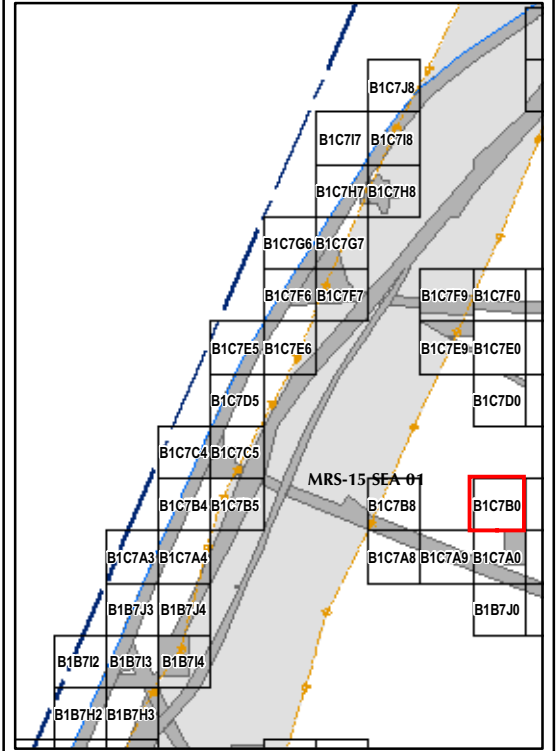 B1C7J8
B1C7I7 B1C7I8
B1C7H7 B1C7H8
B1C7G6 B1C7G7
B1C7F6 B1C7F7 B1C7F9 B1C7F0
B1C7E5 B1C7E6 B1C7E9 B1C7E0
B1C7D5 B1C7D0
B1C7C4 B1C7C5
MRS-15 SEA 01
B1C7B4 B1C7B5 B1C7B8 B1C7B0
B1C7A3 B1C7A4 B1C7A8 B1C7A9 B1C7A0
B1B7J3 B1B7J4 B1B7J0
B1B7I2 B1B7I3 B1B7I4
B1B7H2 B1B7H3